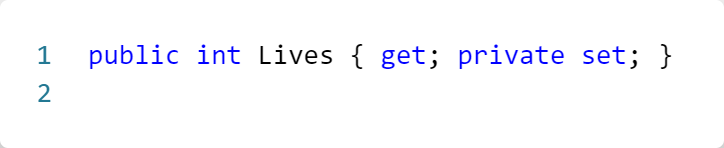 1 public int Lives { get; private set; }
2